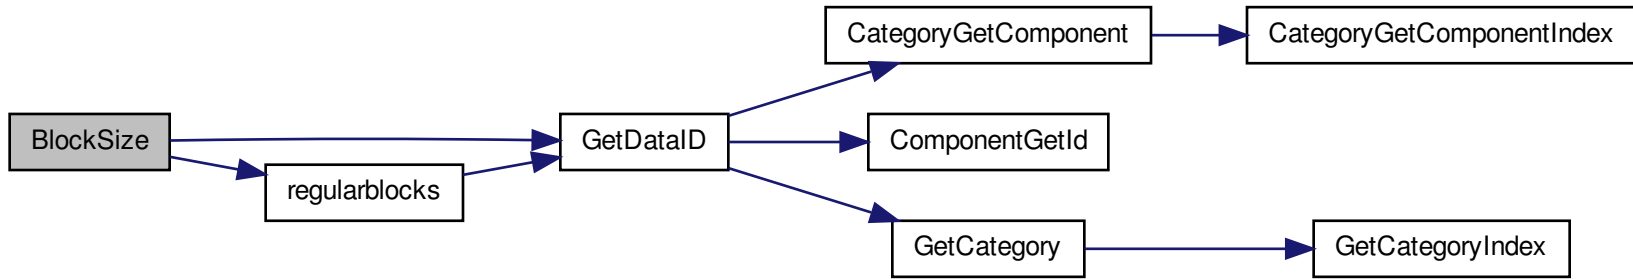 CategoryGetComponent
CategoryGetComponentIndex
BlockSize
GetDataID
ComponentGetId
regularblocks
GetCategory
GetCategoryIndex